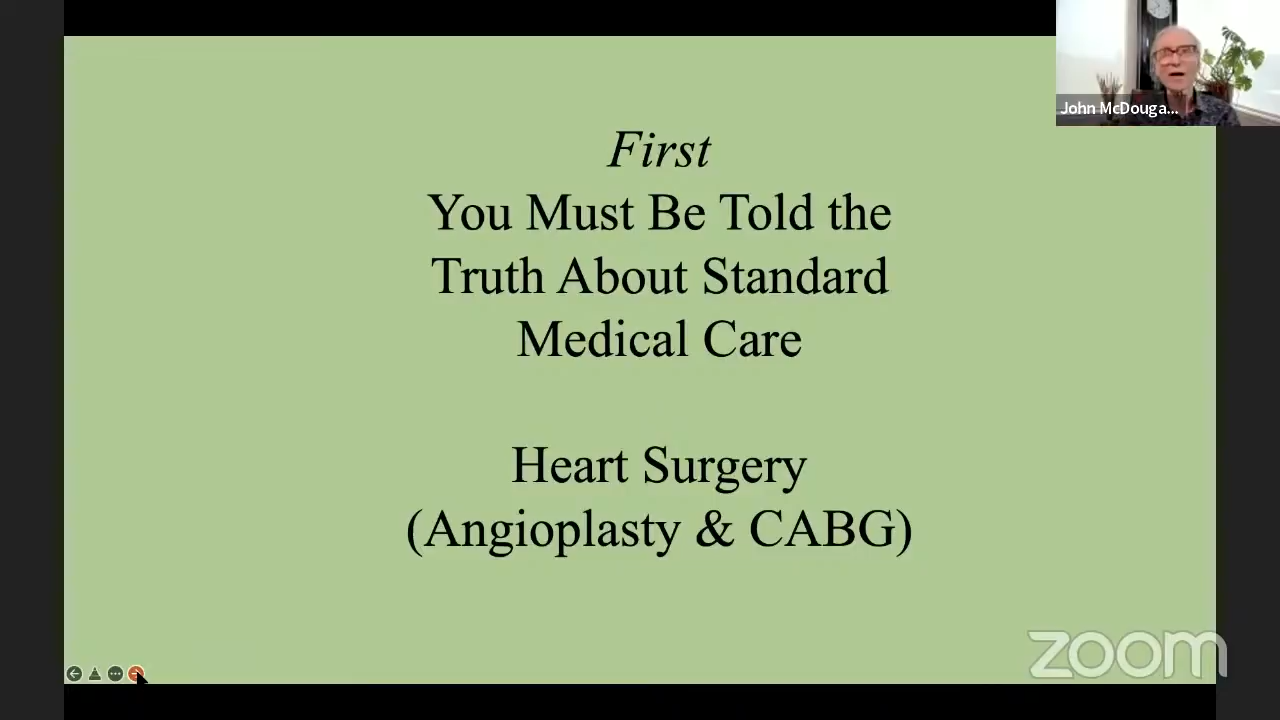 John McDouga...
First
You Must Be Told the
Truth About Standard
Medical Care
Heart Surgery
(Angioplasty & CABG)
zoom